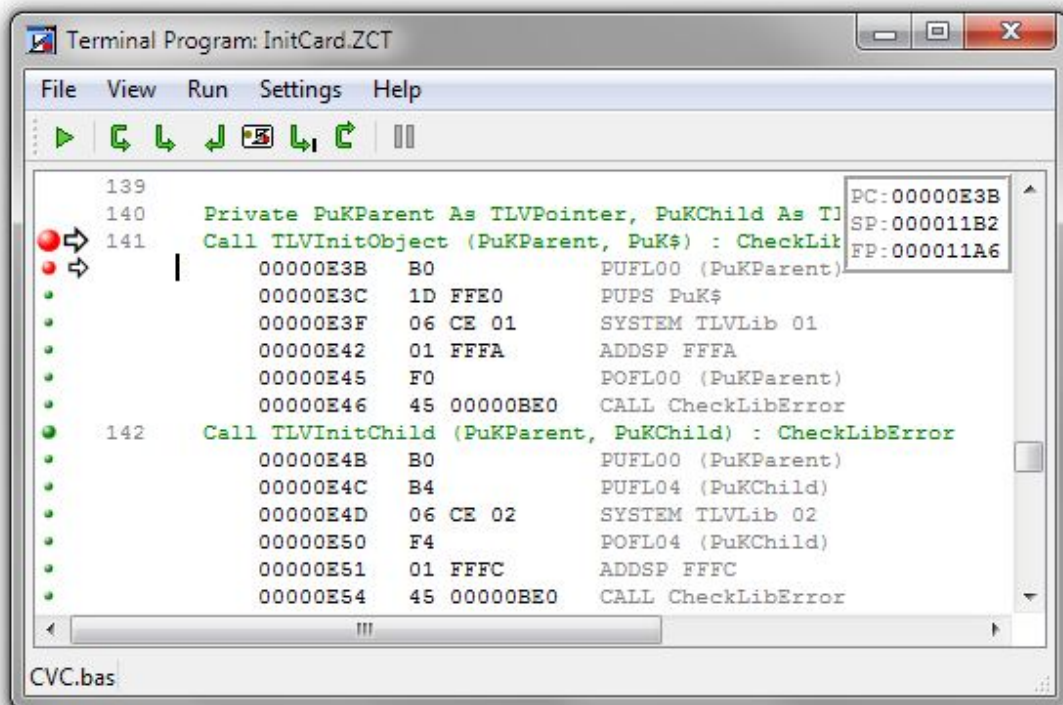 Terminal Program: InitCard.ZCT
File View Run Settings Help
139
140 Private PuKParent As TLVPointer, PuKChild As
141 Call TLVInitObject (PuKParent, PuK$) : CheckLib
PC:00000E3B
SP:000011B2
FP:000011A6
00000E3B B0 PUFL00 (PuKParent)
00000E3C 1D FFE0 PUPS PuK$
00000E3F 06 CE 01 SYSTEM TLVLib 01
00000E42 01 FFFA ADDSP FFFA
00000E45 F0 POFL00 (PuKParent)
00000E46 45 00000BE0 CALL CheckLibError
142 Call TLVInitChild (PuKParent, PuKChild) : CheckLibError
00000E4B B0 PUFL00 (PuKParent)
00000E4C B4 PUFL04 (PuKChild)
00000E4D 06 CE 02 SYSTEM TLVLib 02
00000E50 F4 POFL04 (PuKChild)
00000E51 01 FFFC ADDSP FFFC
00000E54 45 00000BE0 CALL CheckLibError
CVC.bas